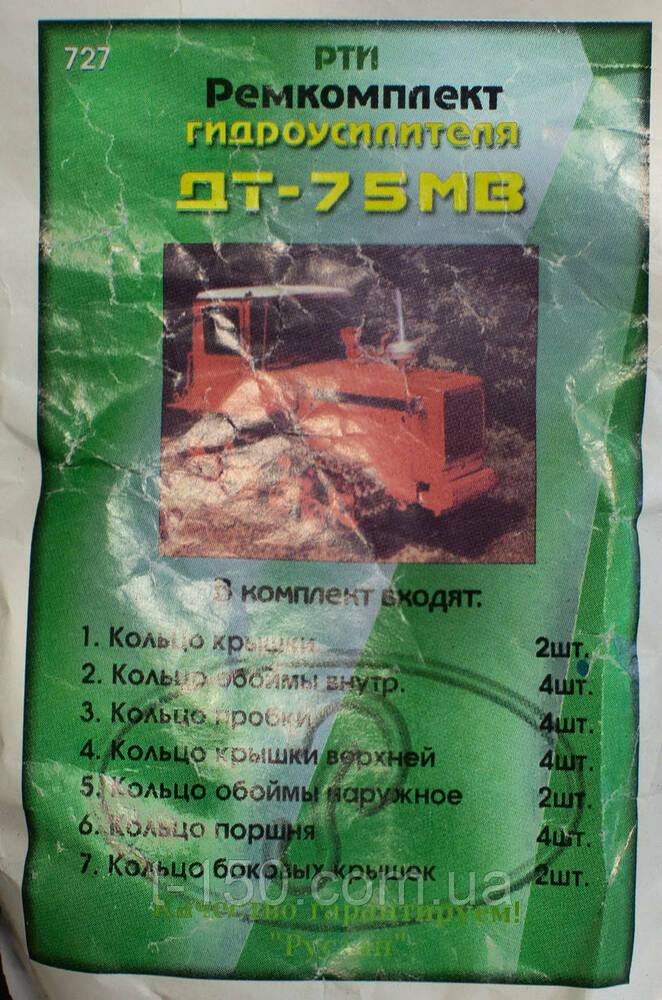 727
РТИ
Ремкомплект
гидроусилителя
ДТ-75МВ
В комплект входят:
1. Кольцо крышки 2шт.
2. Кольцо обоймы внутр. 4шт.
3. Кольцо пробки 4шт.
4. Кольцо крышки верхней 4шт.
5. Кольцо обоймы наружное 2шт.
6. Кольцо поршня 4шт.
7. Кольцо боковых крышек 2шт.
t-150.com.ua
Качество гарантируем!
"Руслан"